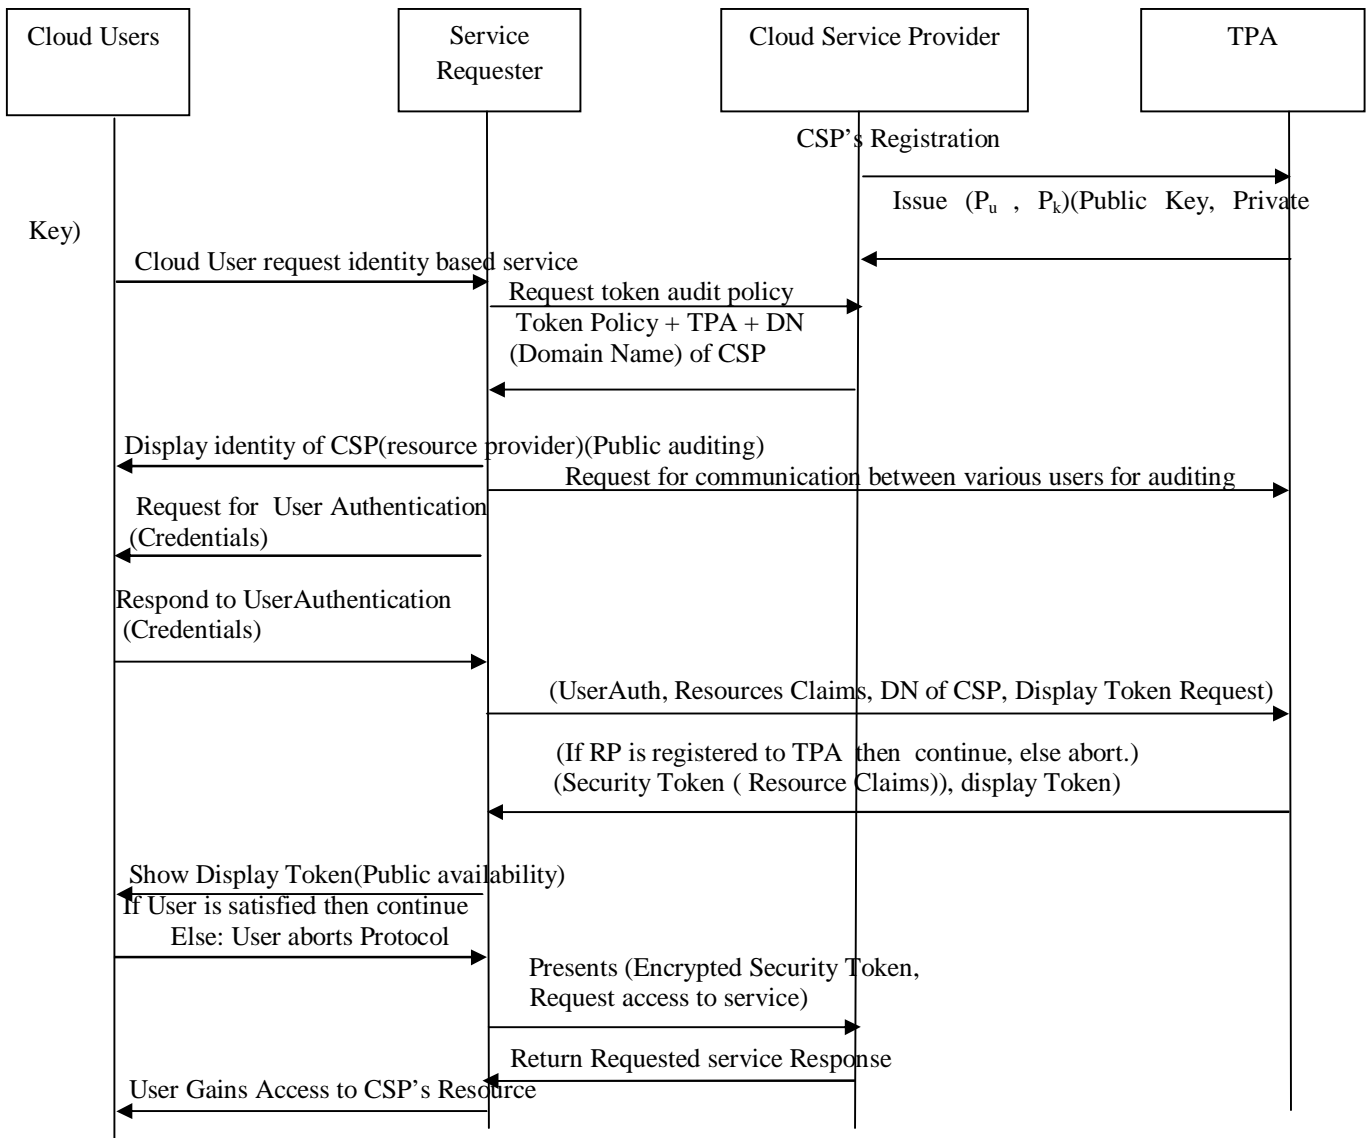 Cloud Users
Service
Requester
Cloud Service Provider
TPA
CSP's Registration
Issue (Pu , Pk)(Public Key, Private
Key)
Cloud User request identity based service
Request token audit policy
Token Policy + TPA + DN
(Domain Name) of CSP
Display identity of CSP(resource provider)(Public auditing)
Request for communication between various users for auditing
Request for User Authentication
(Credentials)
Respond to UserAuthentication
(Credentials)
(UserAuth, Resources Claims, DN of CSP, Display Token Request)
(If RP is registered to TPA then continue, else abort.)
(Security Token ( Resource Claims)), display Token)
Show Display Token(Public availability)
If User is satisfied then continue
Else: User aborts Protocol
Presents (Encrypted Security Token,
Request access to service)
Return Requested service Response
User Gains Access to CSP's Resource